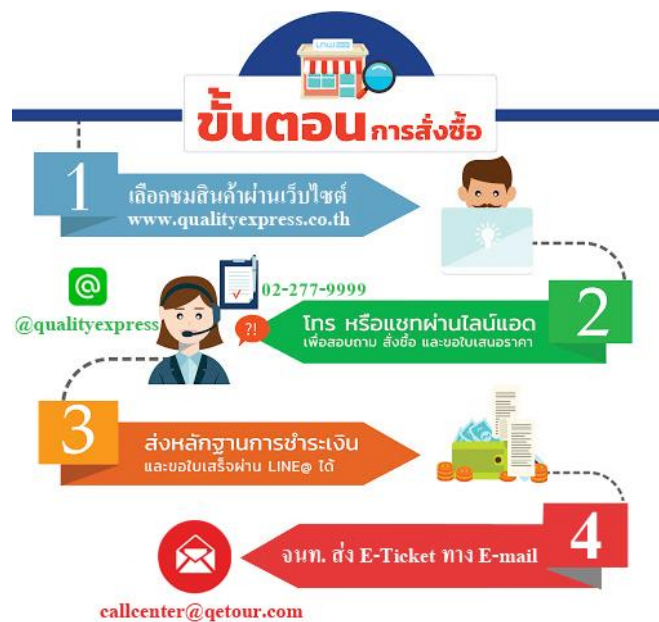 ขั้นตอน การสั่งซื้อ
1
เลือกชมสินค้าผ่านเว็บไซต์
www.qualityexpress.co.th
02-277-9999
@qualityexpress
?!
2
โทร หรือแชทผ่านไลน์แอด
เพื่อสอบถาม สั่งซื้อ และขอใบเสนอราคา
3
ส่งหลักฐานการชำระเงิน
และขอใบเสร็จผ่าน LINE@ ได้
4
จนท. ส่ง E-Ticket ทาง E-mail
callcenter@qetour.com